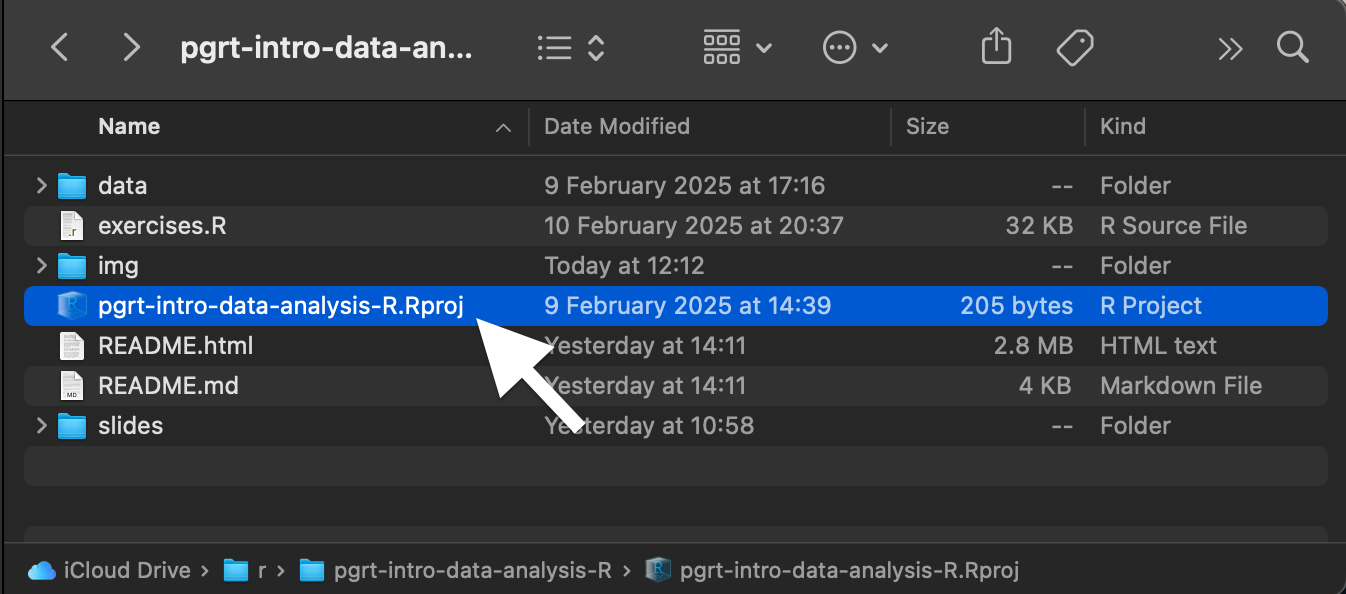 pgrt-intro-data-an...
Name Date Modified Size Kind
data 9 February 2025 at 17:16 -- Folder
exercises.R 10 February 2025 at 20:37 32 KB R Source File
img Today at 12:12 -- Folder
pgrt-intro-data-analysis-R.Rproj 9 February 2025 at 14:39 205 bytes R Project
README.html Yesterday at 14:11 2.8 MB HTML text
README.md Yesterday at 14:11 4 KB Markdown File
slides Yesterday at 10:58 -- Folder
iCloud Drive › r › pgrt-intro-data-analysis-R › pgrt-intro-data-analysis-R.Rproj